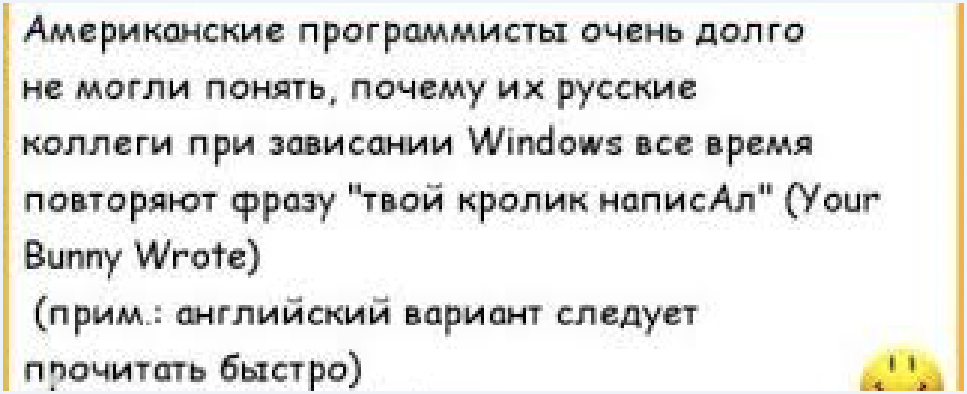 Американские программисты очень долго
не могли понять, почему их русские
коллеги при зависании Windows все время
повторяют фразу "твой кролик написАл" (Your
Bunny Wrote)
(прим.: английский вариант следует
прочитать быстро)